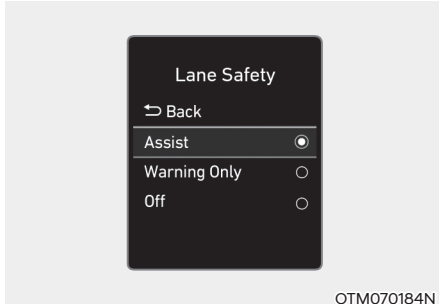 Lane Safety
Back
Assist
Warning Only
Off
OTM070184N